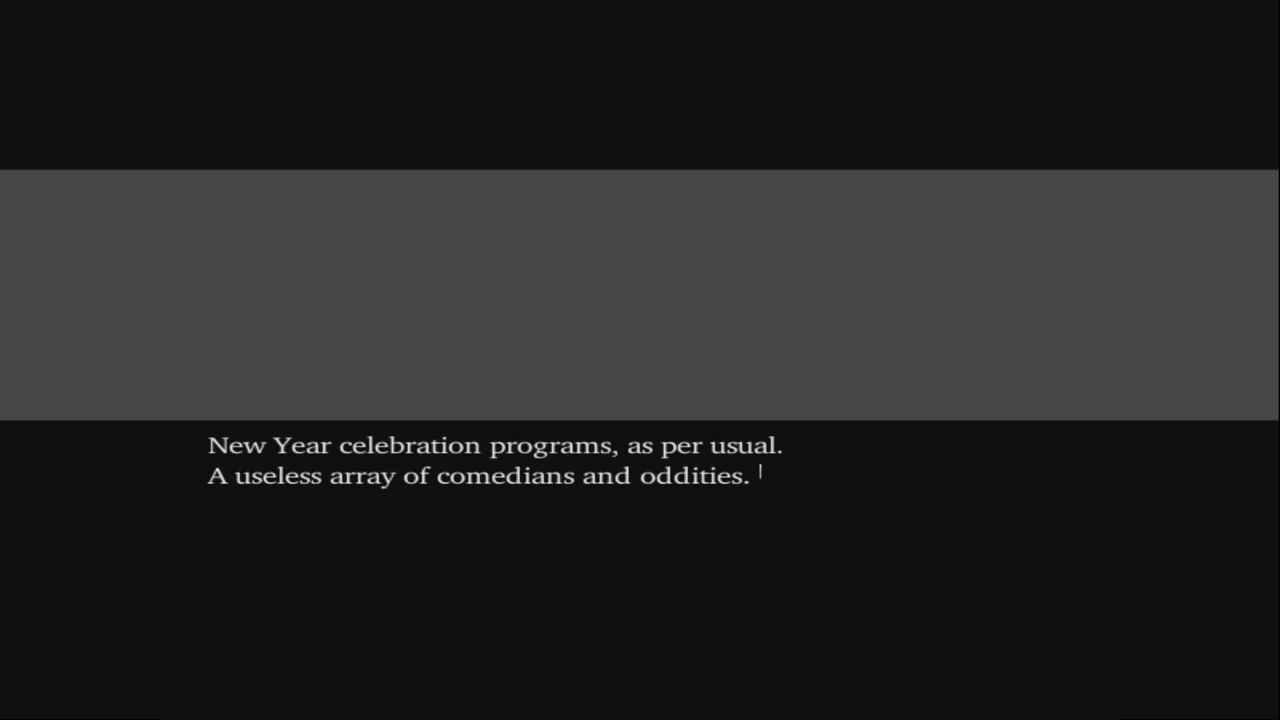 New Year celebration programs, as per usual.
A useless array of comedians and oddities.